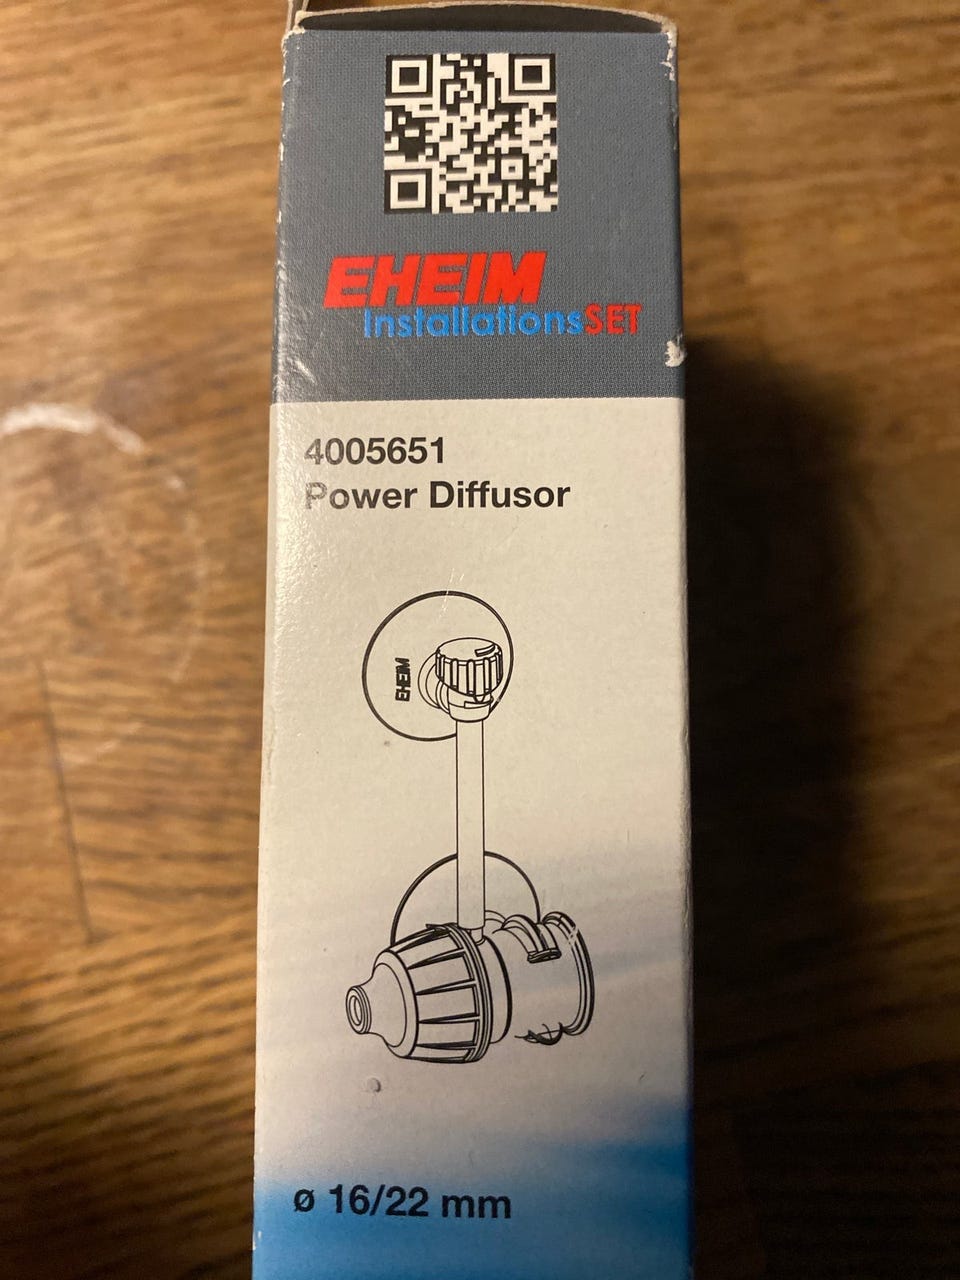 EHEIM
InstallationsSET
4005651
Power Diffusor
EHEIM
ø 16/22 mm